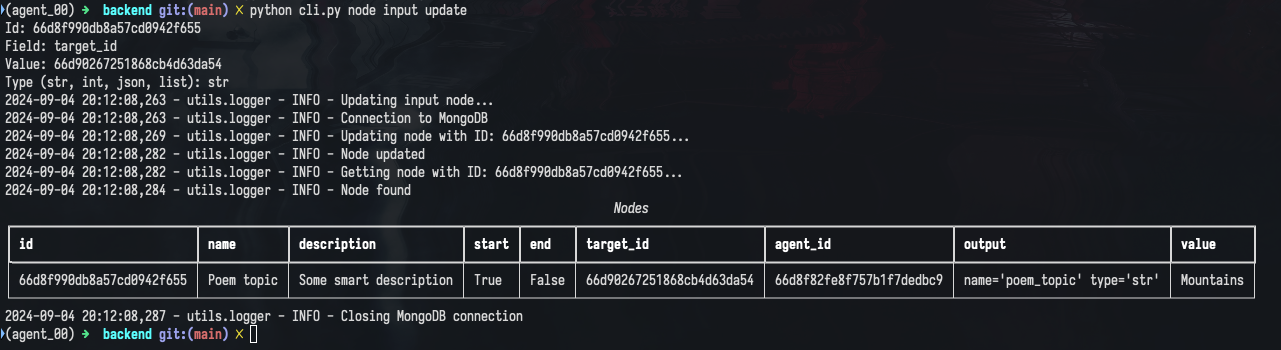 (agent_00) ➜ backend git:(main) ✗ python cli.py node input update
Id: 66d8f990db8a57cd0942f655
Field: target_id
Value: 66d90267251868cb4d63da54
Type (str, int, json, list): str
2024-09-04 20:12:08,263 - utils.logger - INFO - Updating input node...
2024-09-04 20:12:08,263 - utils.logger - INFO - Connection to MongoDB
2024-09-04 20:12:08,269 - utils.logger - INFO - Updating node with ID: 66d8f990db8a57cd0942f655...
2024-09-04 20:12:08,282 - utils.logger - INFO - Node updated
2024-09-04 20:12:08,282 - utils.logger - INFO - Getting node with ID: 66d8f990db8a57cd0942f655...
2024-09-04 20:12:08,284 - utils.logger - INFO - Node found
Nodes
id name description start end target_id agent_id output value
66d8f990db8a57cd0942f655 Poem topic Some smart description True False 66d90267251868cb4d63da54 66d8f82fe8f757b1f7dedbc9 name='poem_topic' type='str' Mountains
2024-09-04 20:12:08,287 - utils.logger - INFO - Closing MongoDB connection
(agent_00) ➜ backend git:(main) ✗